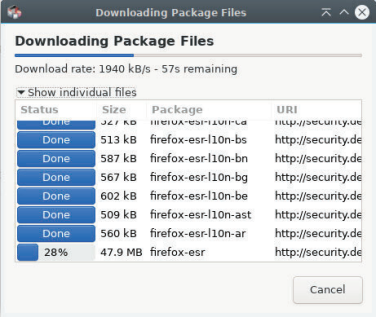 Downloading Package Files
Downloading Package Files
Download rate: 1940 kB/s - 57s remaining
Show individual files
Status Size Package URI
Done 527 kB firefox-esr-l10n-ca http://security.de
Done 513 kB firefox-esr-l10n-bs http://security.de
Done 587 kB firefox-esr-l10n-bn http://security.de
Done 567 kB firefox-esr-l10n-bg http://security.de
Done 602 kB firefox-esr-l10n-be http://security.de
Done 509 kB firefox-esr-l10n-ast http://security.de
Done 560 kB firefox-esr-l10n-ar http://security.de
28% 47.9 MB firefox-esr http://security.de
Cancel